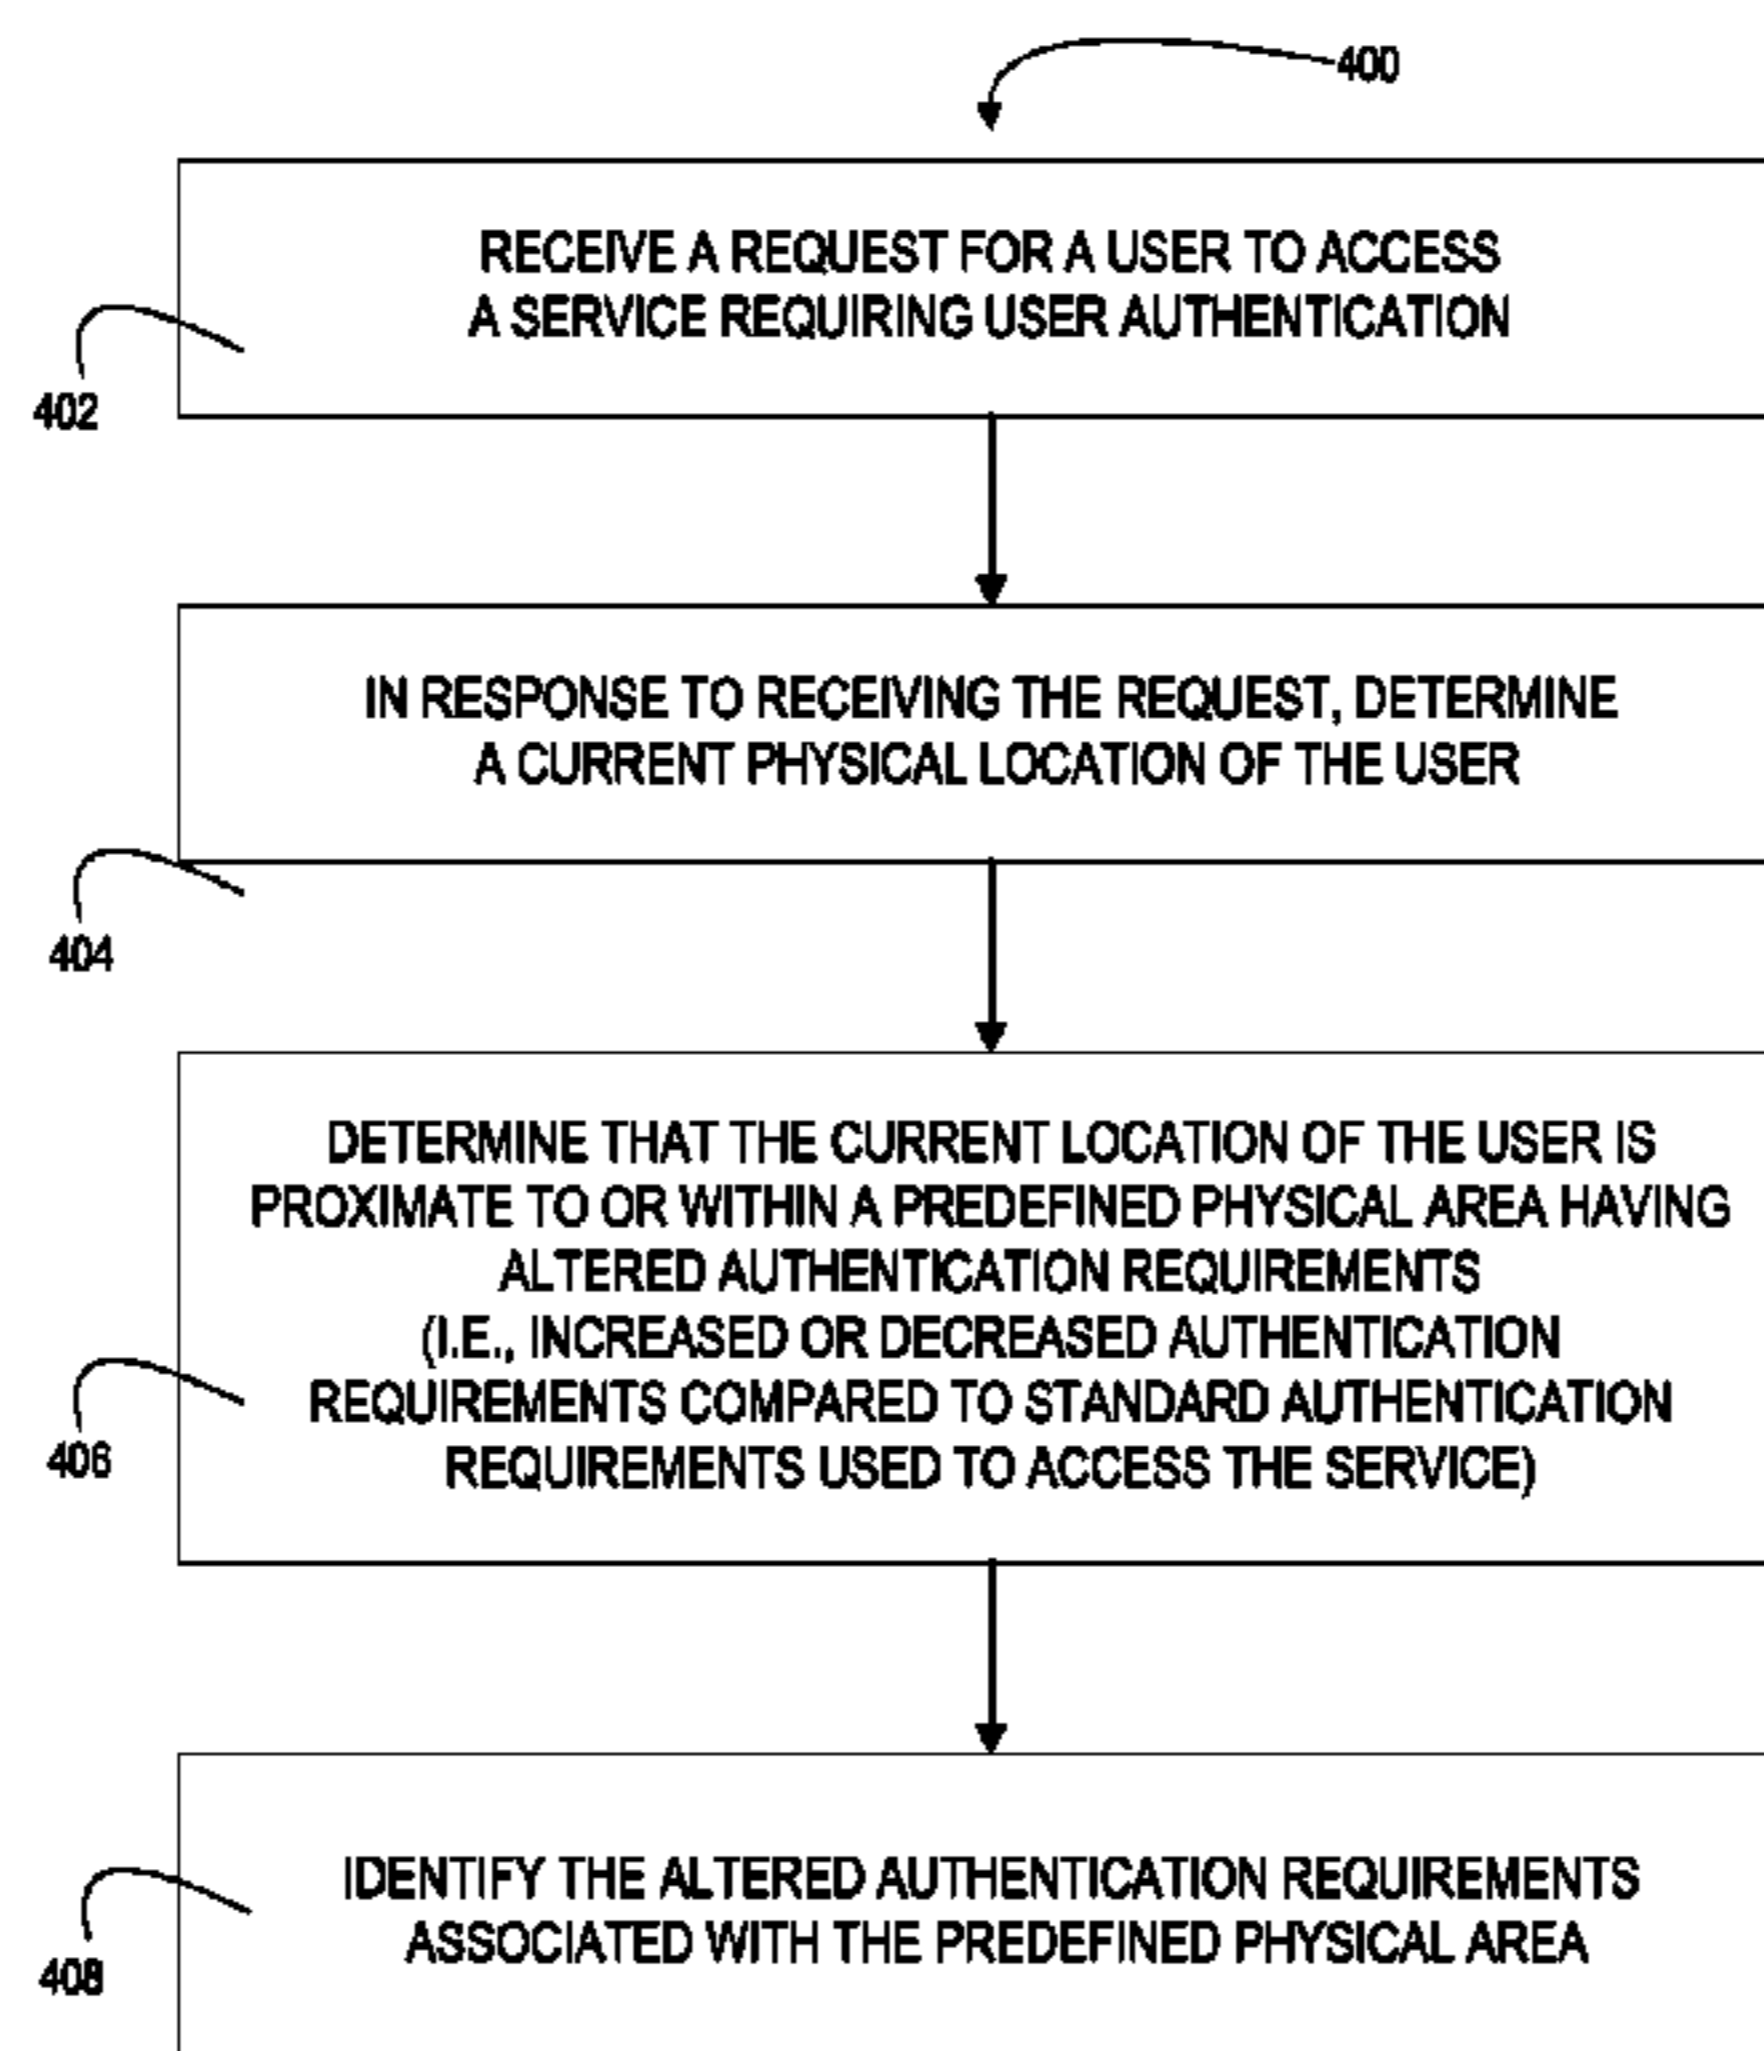 400
RECEIVE A REQUEST FOR A USER TO ACCESS
A SERVICE REQUIRING USER AUTHENTICATION
402
IN RESPONSE TO RECEIVING THE REQUEST, DETERMINE
A CURRENT PHYSICAL LOCATION OF THE USER
404
DETERMINE THAT THE CURRENT LOCATION OF THE USER IS
PROXIMATE TO OR WITHIN A PREDEFINED PHYSICAL AREA HAVING
ALTERED AUTHENTICATION REQUIREMENTS
(I.E., INCREASED OR DECREASED AUTHENTICATION
REQUIREMENTS COMPARED TO STANDARD AUTHENTICATION
REQUIREMENTS USED TO ACCESS THE SERVICE)
406
IDENTIFY THE ALTERED AUTHENTICATION REQUIREMENTS
ASSOCIATED WITH THE PREDEFINED PHYSICAL AREA
408